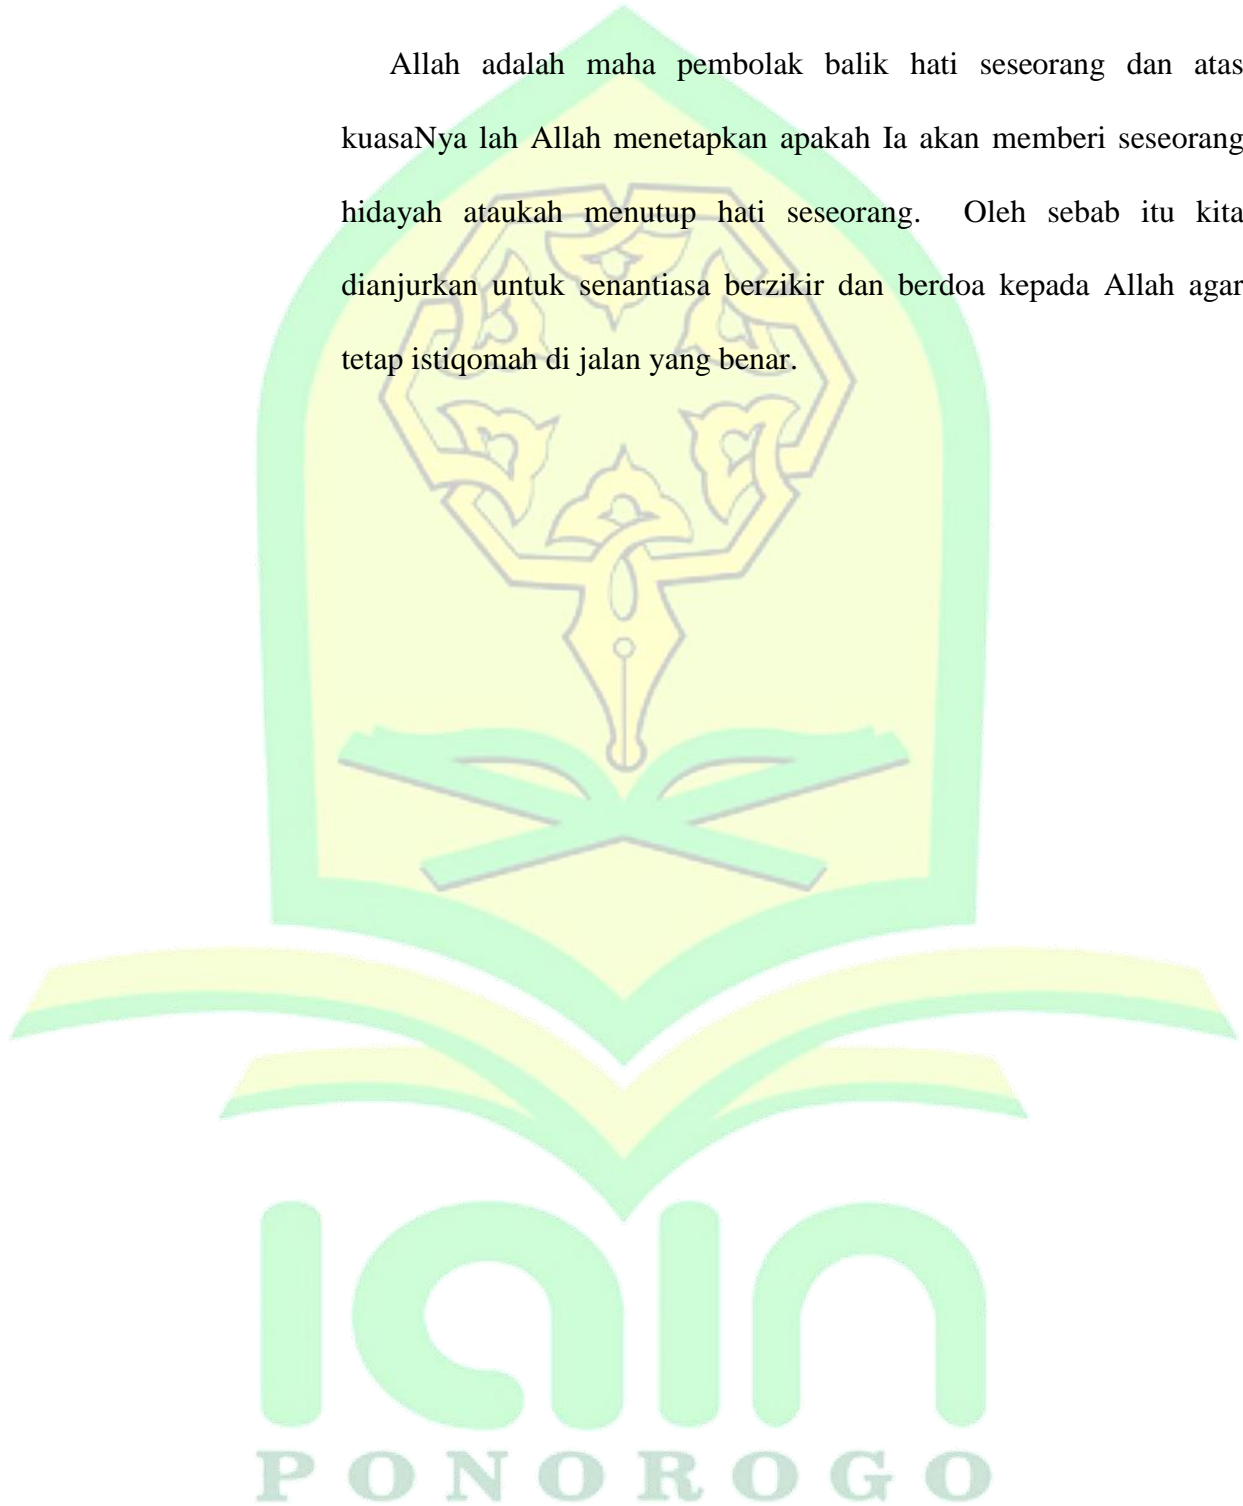 Allah adalah maha pembolak balik hati seseorang dan atas
kuasaNya lah Allah menetapkan apakah Ia akan memberi seseorang
hidayah ataukah menutup hati seseorang. Oleh sebab itu kita
dianjurkan untuk senantiasa berzikir dan berdoa kepada Allah agar
tetap istiqomah di jalan yang benar.
iain
PONOROGO